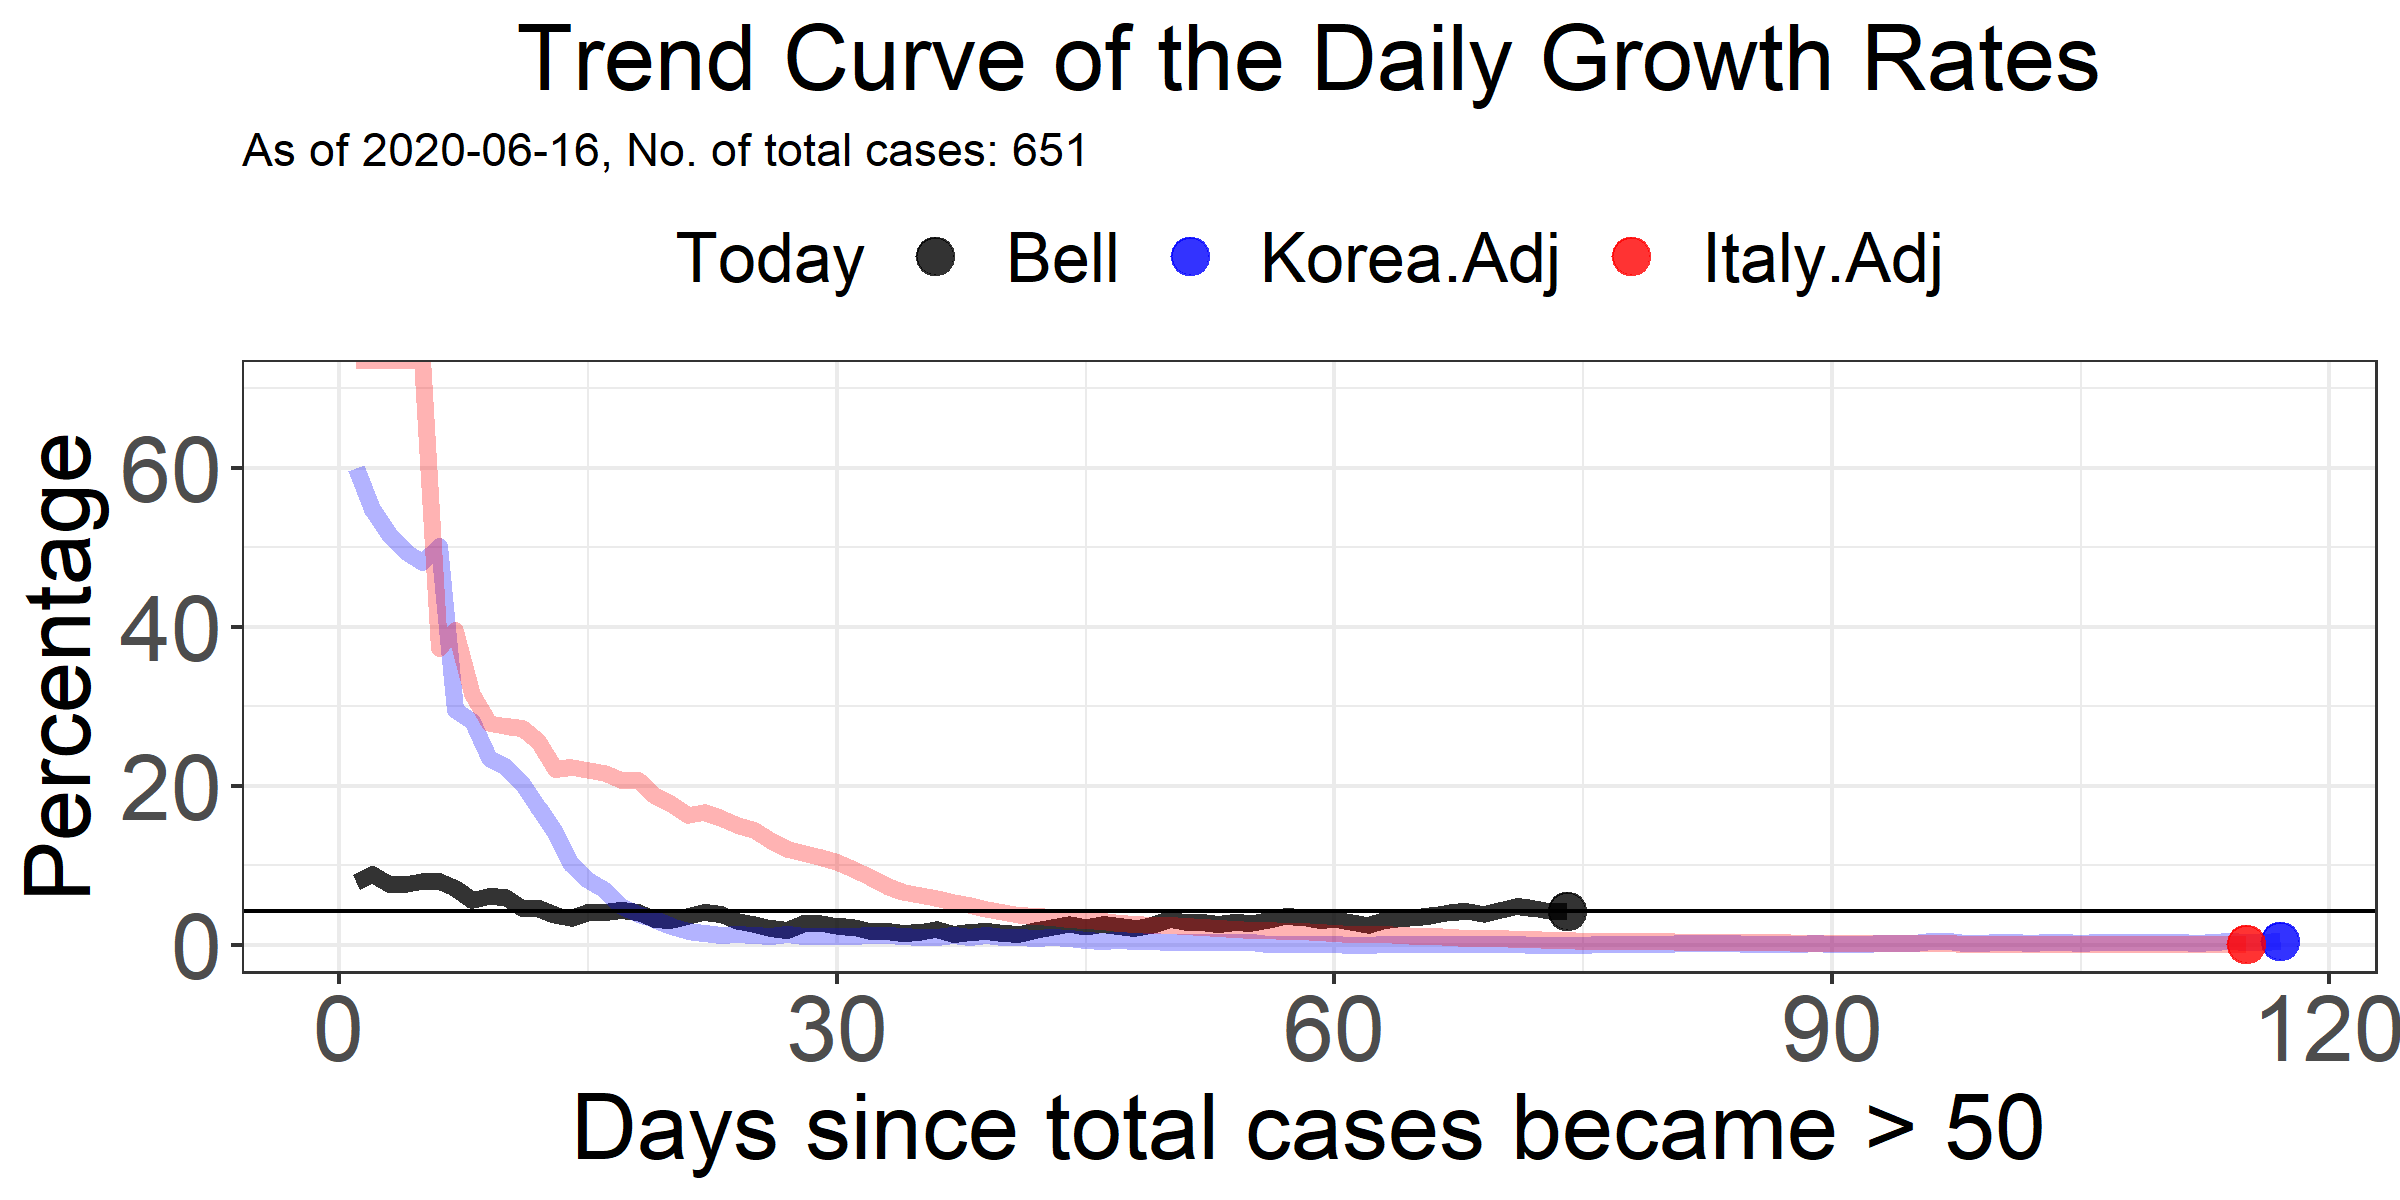 Trend Curve of the Daily Growth Rates
As of 2020-06-16, No. of total cases: 651
Today Bell Korea.Adj Italy.Adj
Percentage
60
40
20
0
0 30 60 90 120
Days since total cases became > 50